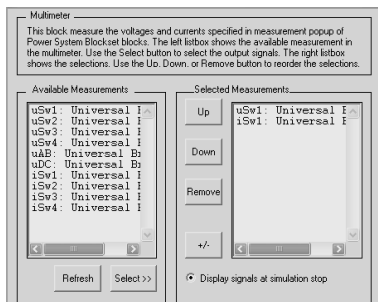 Multimeter
This block measure the voltages and currents specified in measurement popup of
Power System Blockset blocks. The left listbox shows the available measurement in
the multimeter. Use the Select button to select the output signals. The right listbox
shows the selections. Use the Up. Down. or Remove button to reorder the selections.
Available Measurements
uSw1: Universal
uSw2: Universal
uSw3: Universal
uSw4: Universal
uAB: Universal Br
uDC: Universal Br
iSw1: Universal
iSw2: Universal
iSw3: Universal
iSw4: Universal
Refresh
Select >>
Up
Down
Remove
+/-
Selected Measurements
uSw1: Universal
iSw1: Universal
Display signals at simulation stop